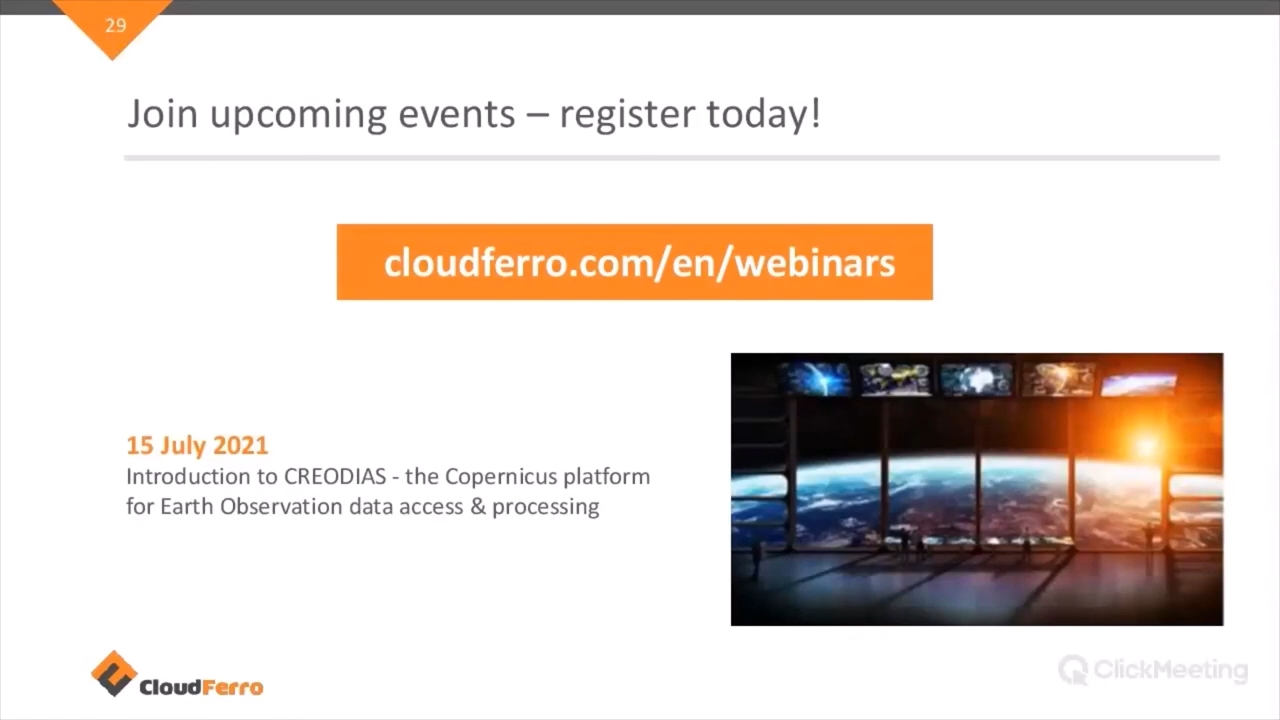 29
Join upcoming events – register today!
cloudferro.com/en/webinars
15 July 2021
Introduction to CREODIAS - the Copernicus platform
for Earth Observation data access & processing
CloudFerro
ClickMeeting